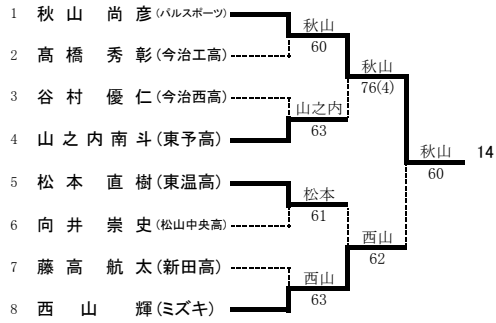 1 秋山 尚彦 (パルスポーツ)
秋山
60
2 髙橋 秀彰 (今治工高)
秋山
76(4)
3 谷村 優仁 (今治西高)
山之内
63
4 山之内南斗 (東予高)
秋山
60
14
5 松本 直樹 (東温高)
松本
61
6 向井 崇史 (松山中央高)
西山
62
7 藤高 航太 (新田高)
西山
63
8 西山 輝 (ミズキ)